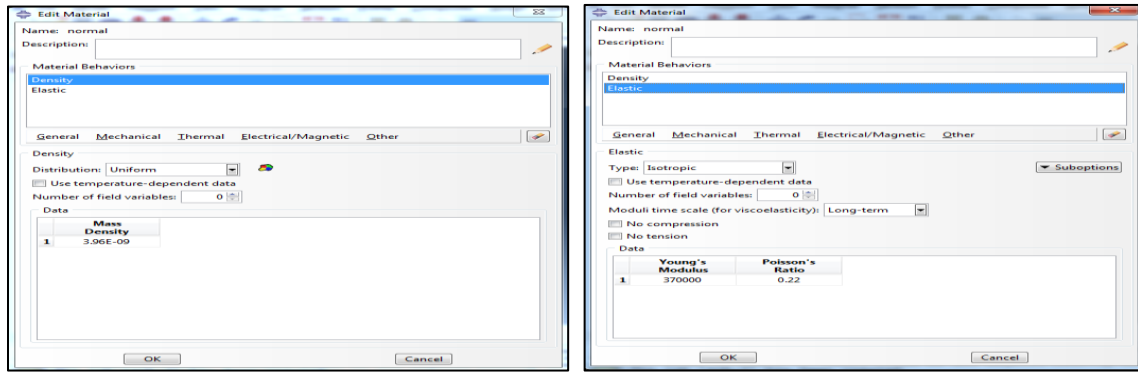 Edit Material
Name: normal
Description:
Material Behaviors
Density
Elastic
General Mechanical Thermal Electrical/Magnetic Other
Density
Distribution: Uniform
Use temperature-dependent data
Number of field variables: 0
Data
Mass
Density
1 3.96E-09
OK Cancel
Edit Material
Name: normal
Description:
Material Behaviors
Density
Elastic
General Mechanical Thermal Electrical/Magnetic Other
Elastic
Type: Isotropic Suboptions
Use temperature-dependent data
Number of field variables: 0
Moduli time scale (for viscoelasticity): Long-term
No compression
No tension
Data
Young's Poisson's
Modulus Ratio
1 370000 0.22
OK Cancel